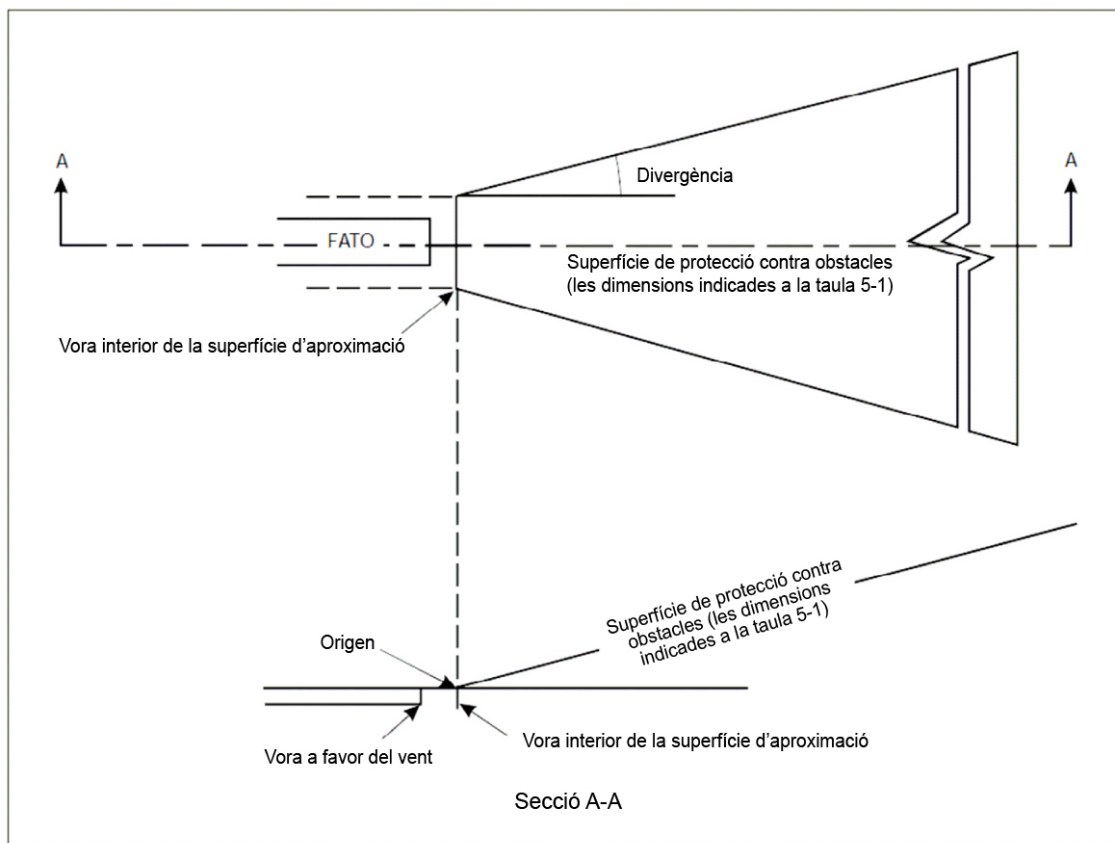 A
A
Divergència
FATO
Superfície de protecció contra obstacles
(les dimensions indicades a la taula 5-1)
Vora interior de la superfície d'aproximació
Superfície de protecció contra
obstacles (les dimensions
indicades a la taula 5-1)
Origen
Vora a favor del vent
Vora interior de la superfície d'aproximació
Secció A-A